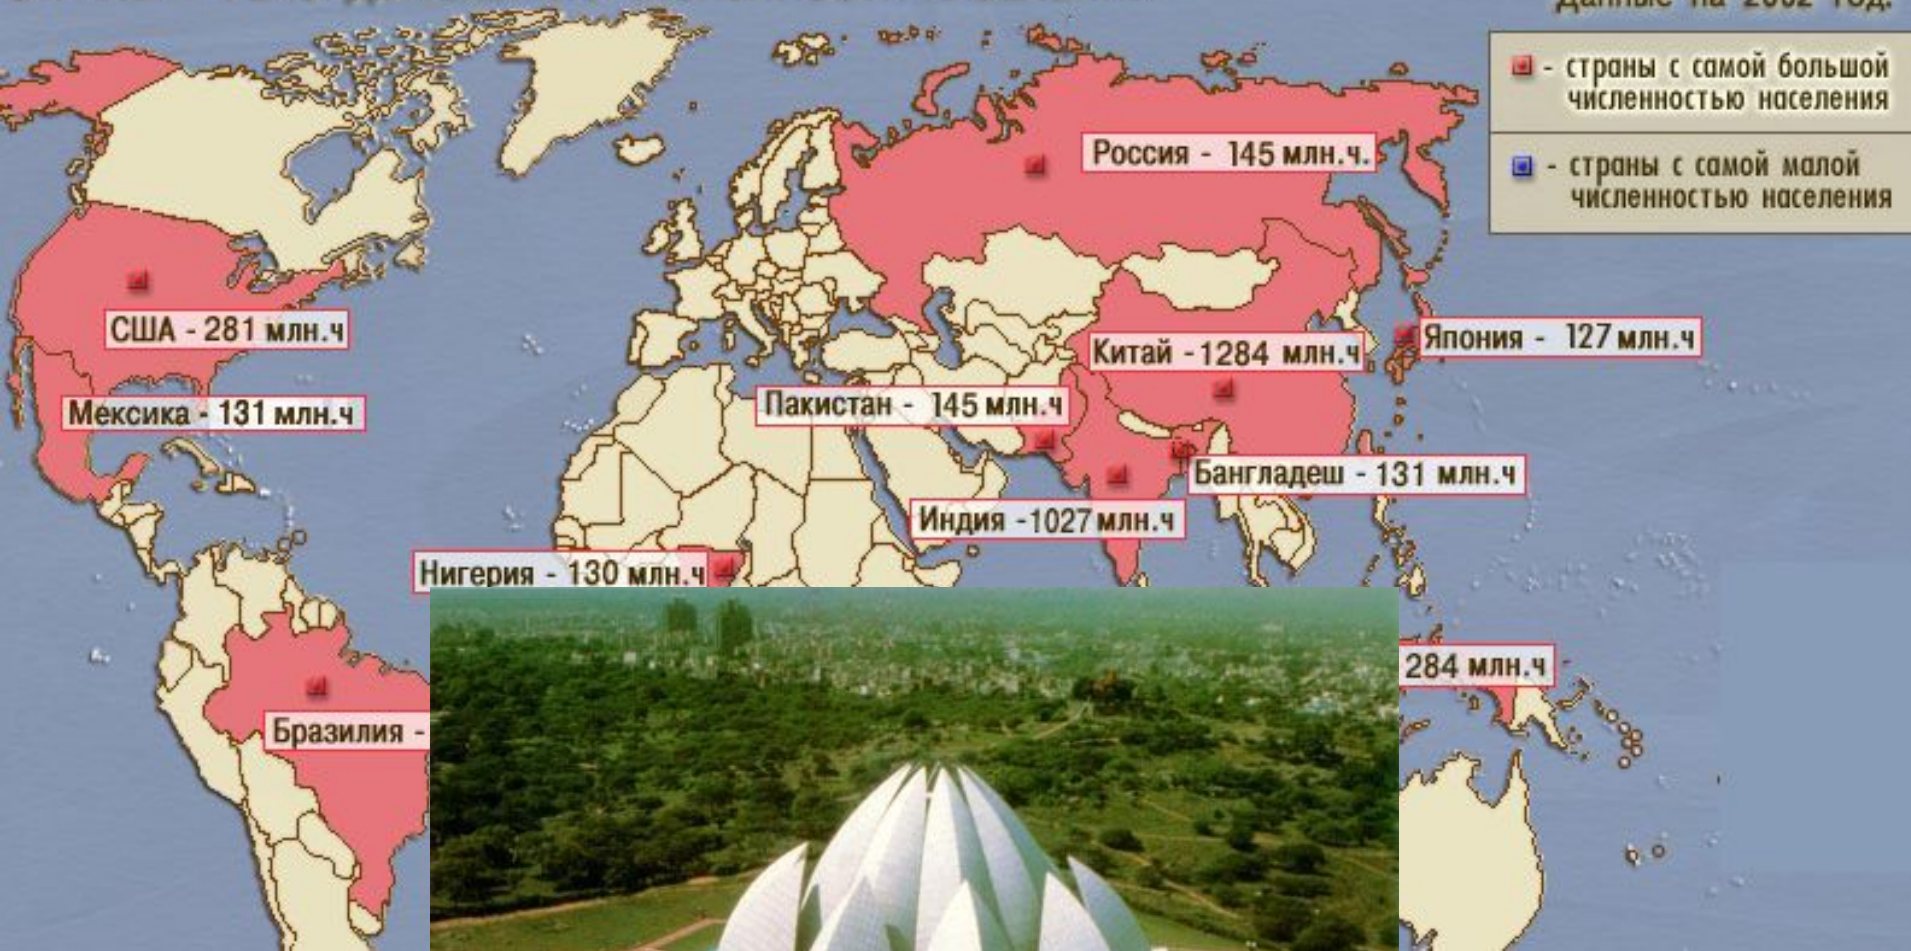 Данные на 2002 год.
- страны с самой большой
численностью населения
- страны с самой малой
численностью населения
Россия - 145 млн.ч.
США - 281 млн.ч
Япония - 127 млн.ч
Китай - 1284 млн.ч
Мексика - 131 млн.ч
Пакистан - 145 млн.ч
Бангладеш - 131 млн.ч
Индия - 1027 млн.ч
Нигерия - 130 млн.ч
284 млн.ч
Бразилия -